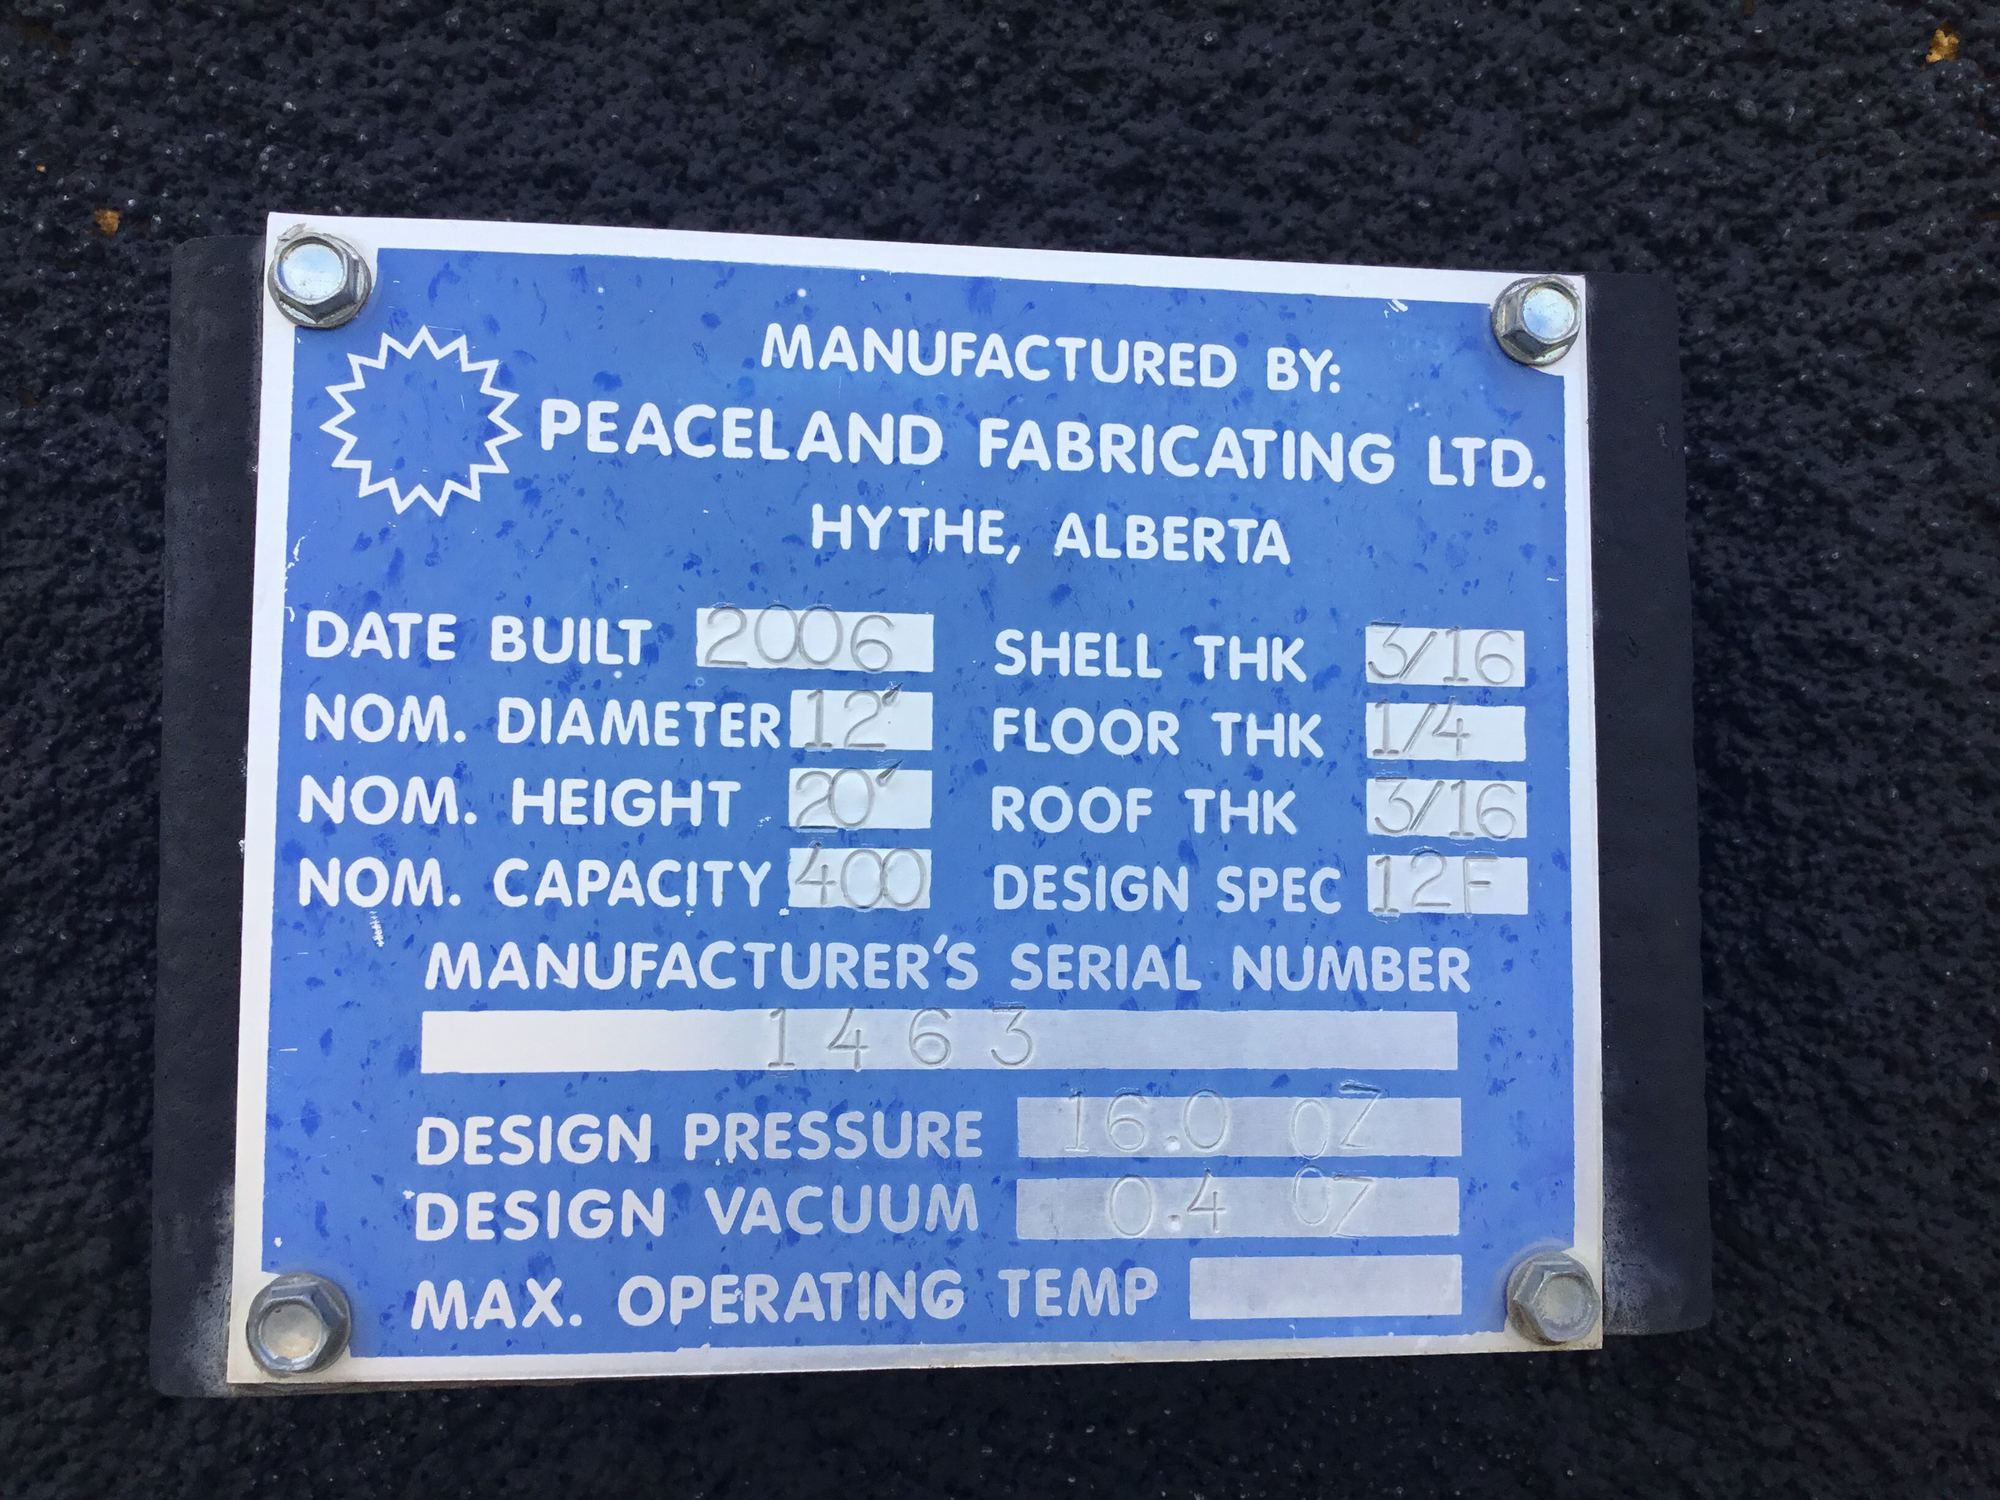 MANUFACTURED BY:
PEACELAND FABRICATING LTD.
HYTHE, ALBERTA
DATE BUILT 2006 SHELL THK 3/16
NOM. DIAMETER 12' FLOOR THK 1/4
NOM. HEIGHT 20' ROOF THK 3/16
NOM. CAPACITY 400 DESIGN SPEC 12F
MANUFACTURER'S SERIAL NUMBER
1463
DESIGN PRESSURE 16.0 OZ
DESIGN VACUUM 0.4 OZ
MAX. OPERATING TEMP